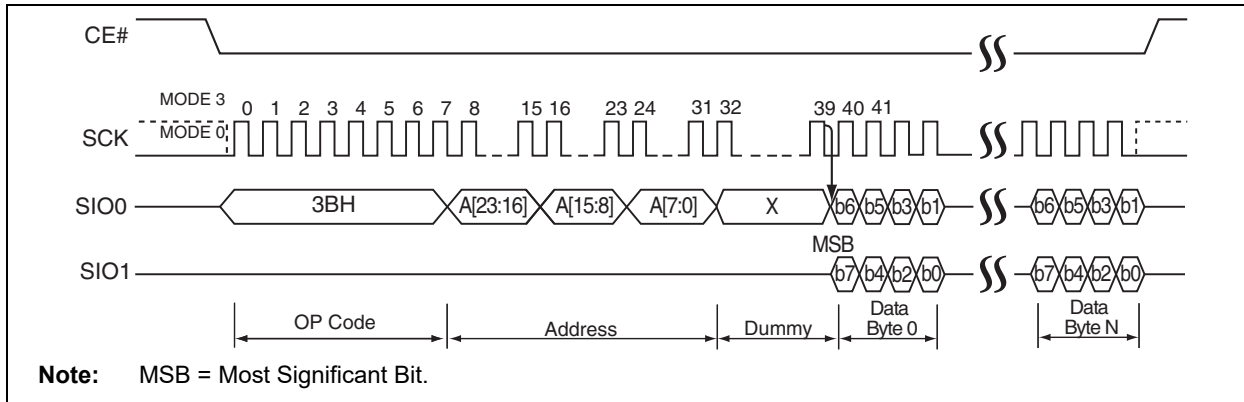 CE#
MODE 3 0 1 2 3 4 5 6 7 8 15 16 23 24 31 32 39 40 41
SCK MODE 0
SIO0 3BH A[23:16] A[15:8] A[7:0] X b6 b5 b3 b1 b6 b5 b3 b1
MSB
SIO1 b7 b4 b2 b0 b7 b4 b2 b0
OP Code Address Dummy Data Byte 0 Data Byte N
Note: MSB = Most Significant Bit.